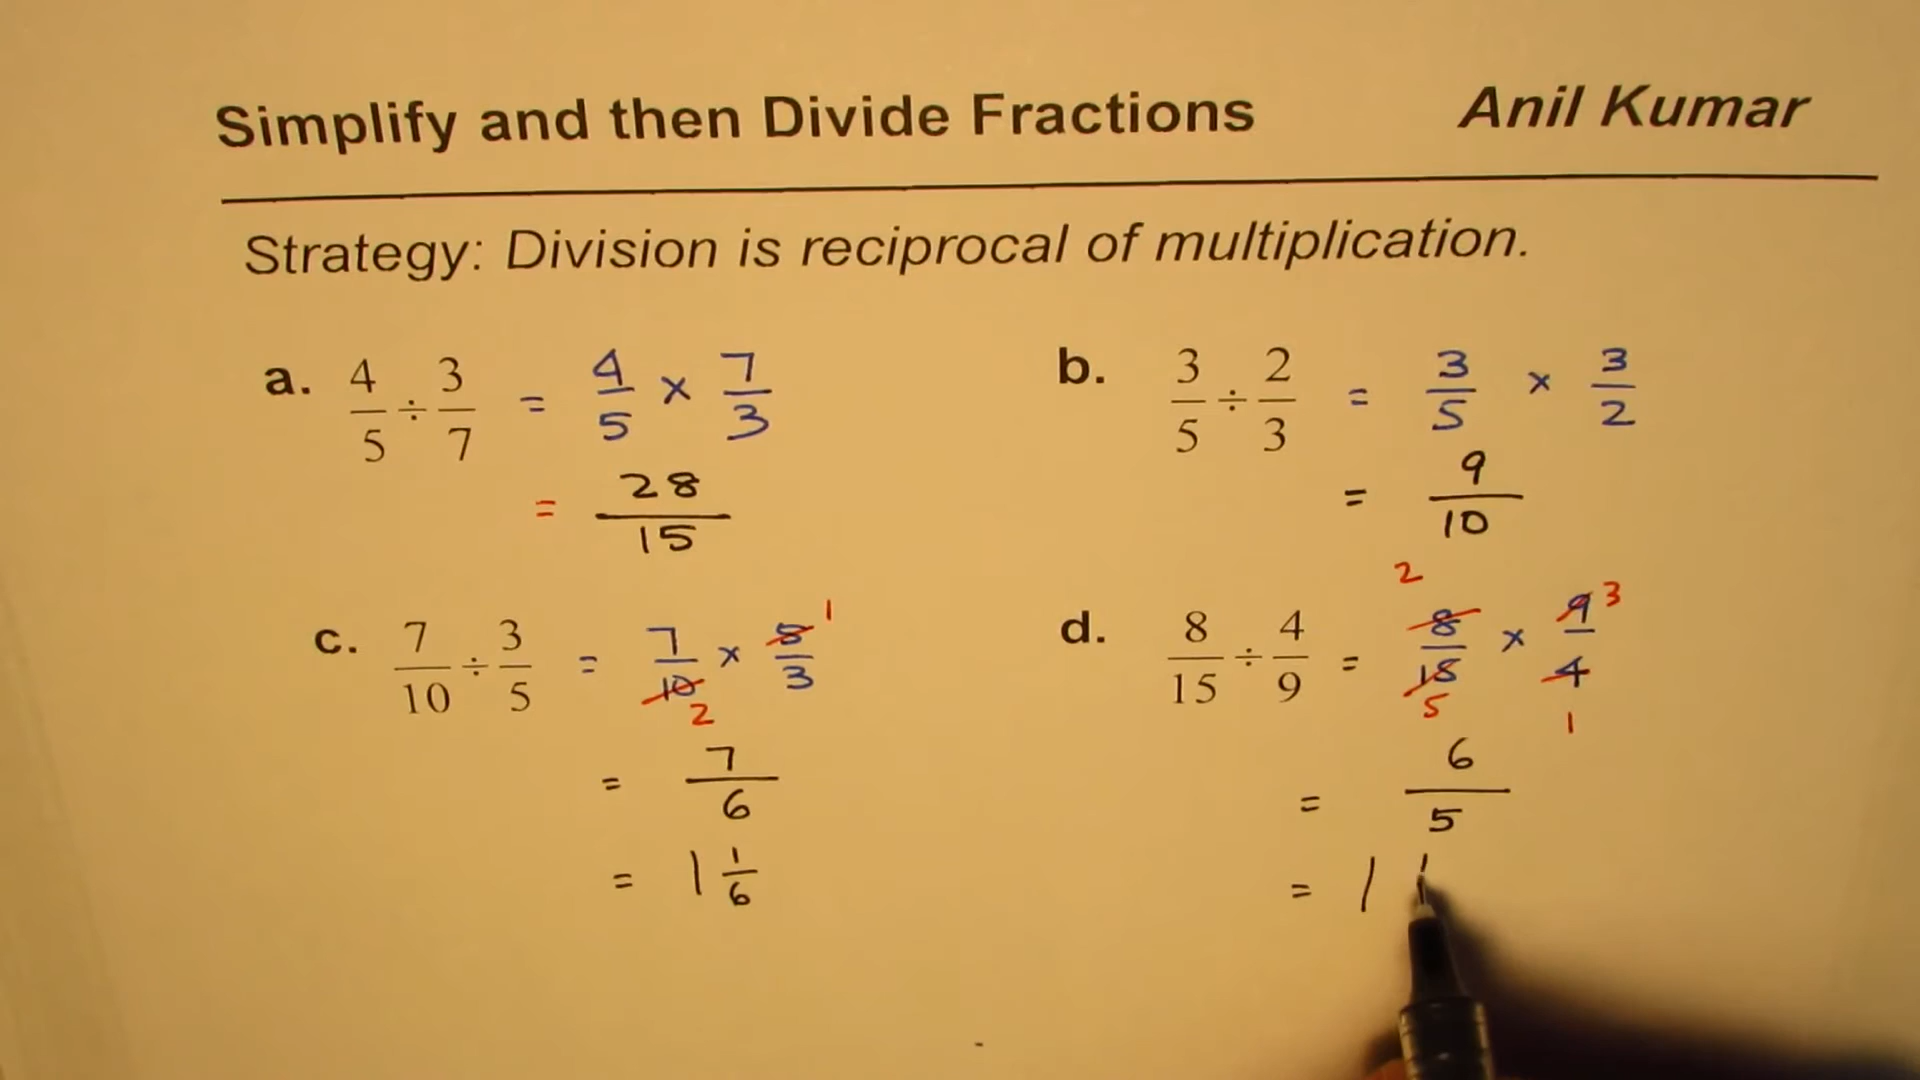 Simplify and then Divide Fractions Anil Kumar
Strategy: Division is reciprocal of multiplication.
a. 4/5 ÷ 3/7 = 4/5 × 7/3
= 28/15
b. 3/5 ÷ 2/3 = 3/5 × 3/2
= 9/10
c. 7/10 ÷ 3/5 = 7/10 × 5/3
2 1
= 7/6
= 1 1/6
d. 8/15 ÷ 4/9 = 8/15 × 9/4
2 3
5 1
= 6/5
= 1 1